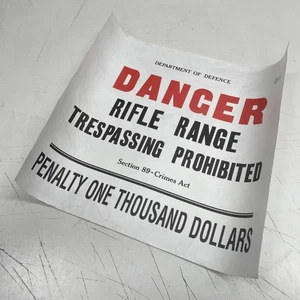 DEPARTMENT OF DEFENCE
DANGER
RIFLE RANGE
TRESPASSING PROHIBITED
Section 89-Crimes Act
PENALTY ONE THOUSAND DOLLARS